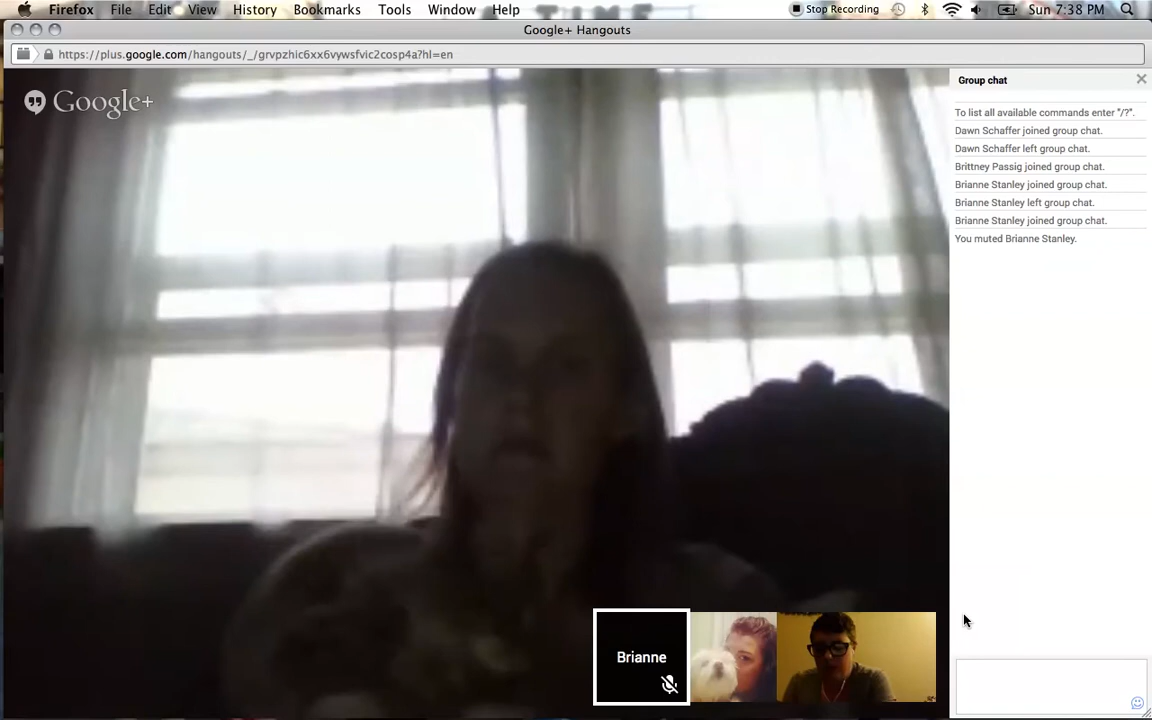 Firefox File Edit View History Bookmarks Tools Window Help Stop Recording Sun 7:38 PM
Google+ Hangouts
https://plus.google.com/hangouts/_/grvpzhic6xx6vywsfvic2cosp4a?hl=en
Google+
Group chat
To list all available commands enter "/?".
Dawn Schaffer joined group chat.
Dawn Schaffer left group chat.
Brittney Passig joined group chat.
Brianne Stanley joined group chat.
Brianne Stanley left group chat.
Brianne Stanley joined group chat.
You muted Brianne Stanley.
Brianne